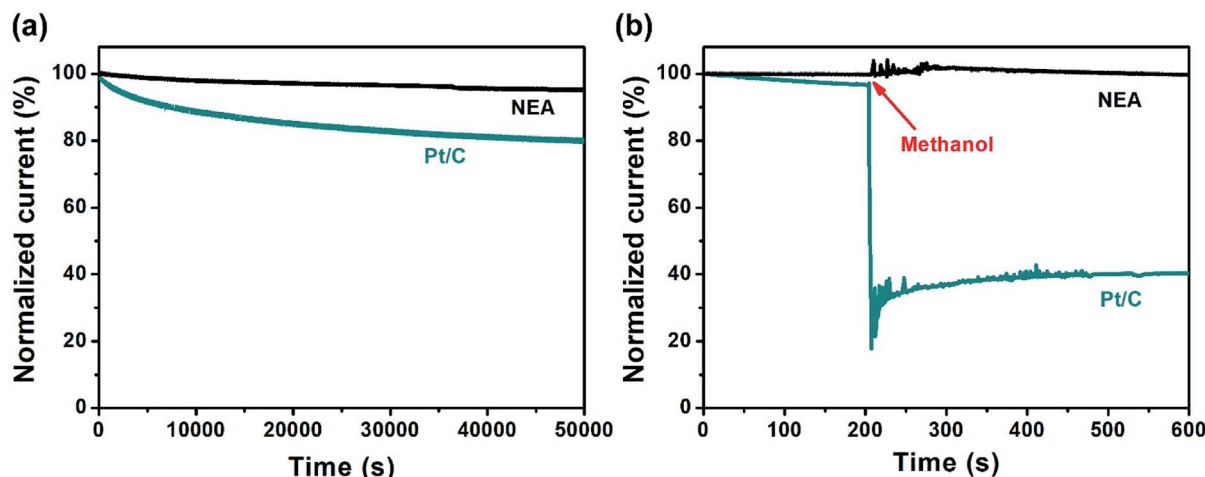 (a)
Normalized current (%)
100
80
60
40
20
0
NEA
Pt/C
0 10000 20000 30000 40000 50000
Time (s)
(b)
Normalized current (%)
100
80
60
40
20
0
NEA
Methanol
Pt/C
0 100 200 300 400 500 600
Time (s)